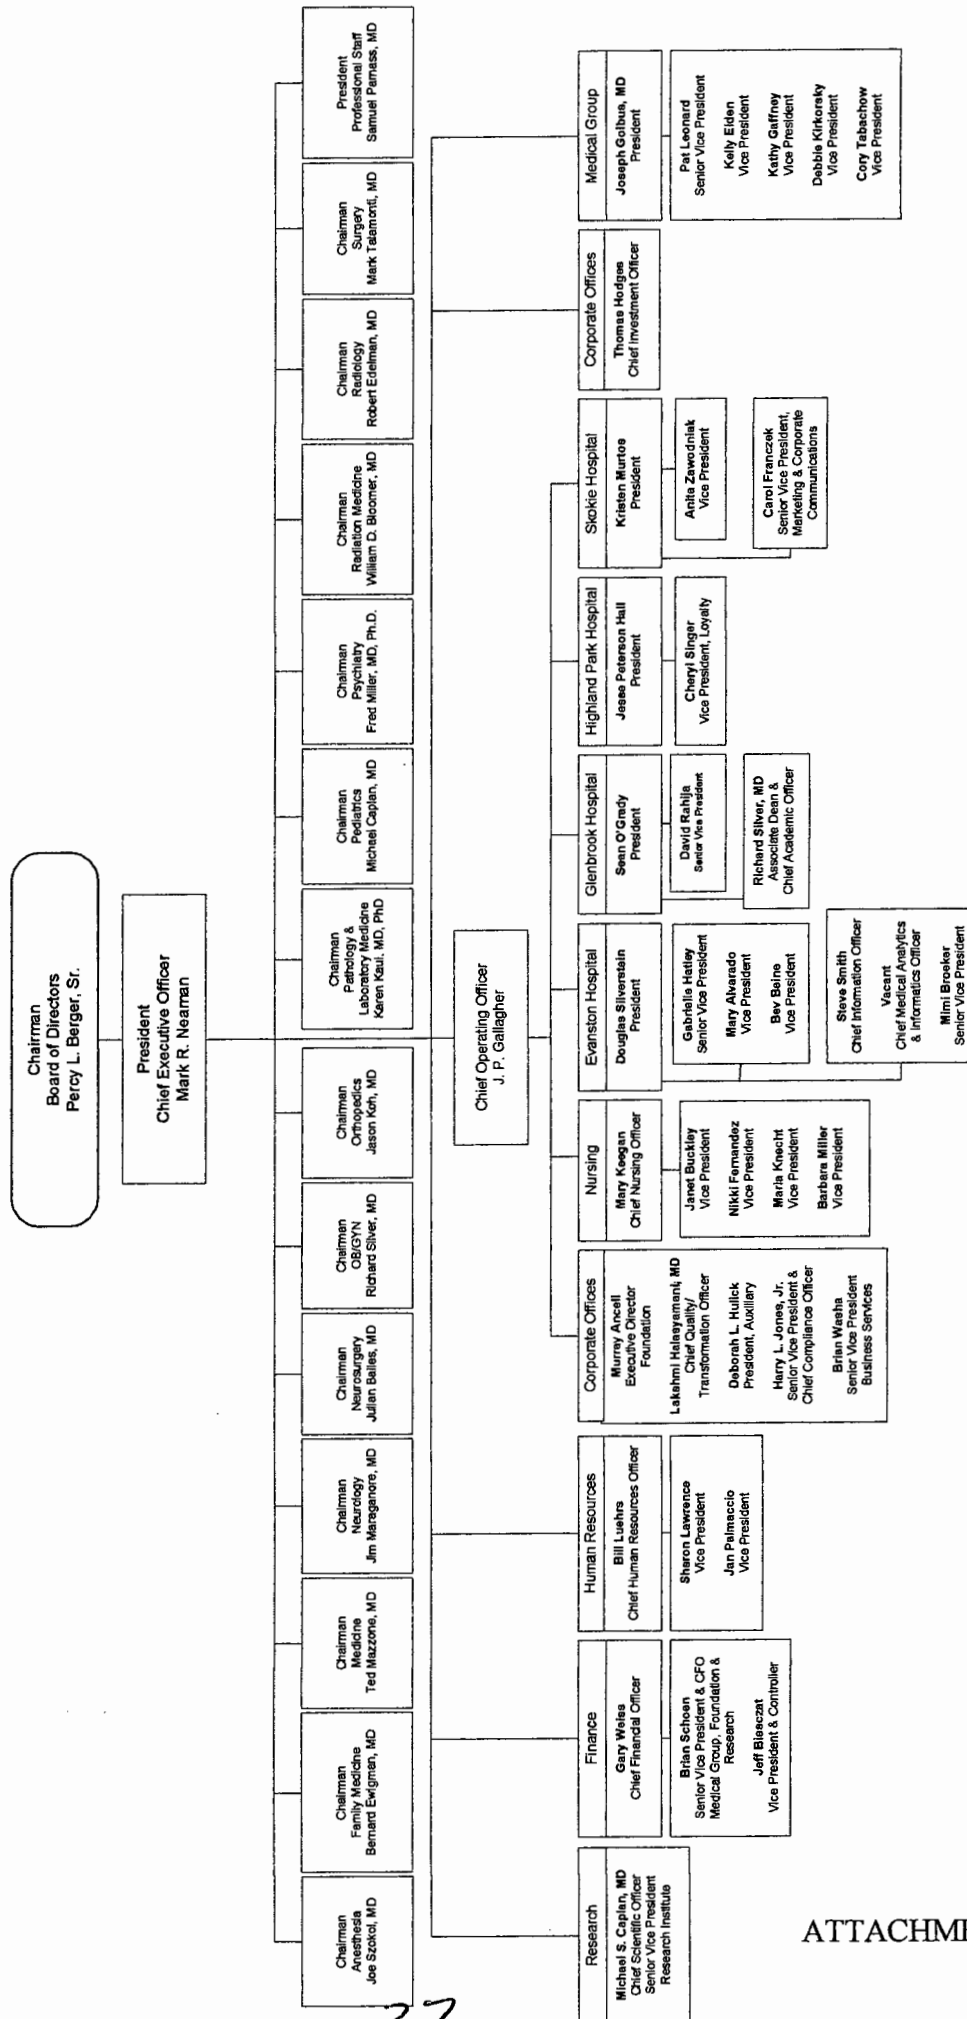 Chairman
Board of Directors
Percy L. Berger, Sr.
President
Chief Executive Officer
Mark R. Neaman
Chairman
Anesthesia
Joe Szokol, MD
Chairman
Family Medicine
Bernard Ewigman, MD
Chairman
Medicine
Ted Mazzone, MD
Chairman
Neurology
Jim Maraganore, MD
Chairman
Neurosurgery
Julian Bailes, MD
Chairman
OB/GYN
Richard Silver, MD
Chairman
Orthopedics
Jason Koh, MD
Chairman
Pathology &
Laboratory Medicine
Karen Kaul, MD, PhD
Chairman
Pediatrics
Michael Caplan, MD
Chairman
Psychiatry
Fred Miller, MD, Ph.D.
Chairman
Radiation Medicine
William D. Bloomer, MD
Chairman
Radiology
Robert Edelman, MD
Chairman
Surgery
Mark Talamonti, MD
President
Professional Staff
Samuel Parnass, MD
Chief Operating Officer
J. P. Gallagher
Research
Michael S. Caplan, MD
Chief Scientific Officer
Senior Vice President
Research Institute
Finance
Gary Weiss
Chief Financial Officer
Brian Schoen
Senior Vice President & CFO
Medical Group, Foundation &
Research
Jeff Bieeczat
Vice President & Controller
Human Resources
Bill Luehrs
Chief Human Resources Officer
Sharon Lawrence
Vice President
Jan Palmaccio
Vice President
Corporate Offices
Murray Ancell
Executive Director
Foundation
Lakshmi Halasyamani, MD
Chief Quality/
Transformation Officer
Deborah L. Hulick
President, Auxiliary
Harry L. Jones, Jr.
Senior Vice President &
Chief Compliance Officer
Brian Washa
Senior Vice President
Business Services
Nursing
Mary Keegan
Chief Nursing Officer
Janet Buckley
Vice President
Nikki Fernandez
Vice President
Maria Knecht
Vice President
Barbara Miller
Vice President
Evanston Hospital
Douglas Silverstein
President
Gabrielle Hatley
Senior Vice President
Mary Alvarado
Vice President
Bev Beine
Vice President
Steve Smith
Chief Information Officer
Vacant
Chief Medical Analytics
& Informatics Officer
Mimi Broeker
Senior Vice President
Glenbrook Hospital
Sean O'Grady
President
David Rahija
Senior Vice President
Richard Silver, MD
Associate Dean &
Chief Academic Officer
Highland Park Hospital
Jesse Peterson Hall
President
Cheryl Singer
Vice President, Loyalty
Skokie Hospital
Kristen Murtos
President
Anita Zawodniak
Vice President
Carol Franczek
Senior Vice President,
Marketing & Corporate
Communications
Corporate Offices
Thomas Hodges
Chief Investment Officer
Medical Group
Joseph Golbus, MD
President
Pat Leonard
Senior Vice President
Kelly Elden
Vice President
Kathy Gaffney
Vice President
Debbie Kirkorsky
Vice President
Cory Tabachow
Vice President
ATTACHM